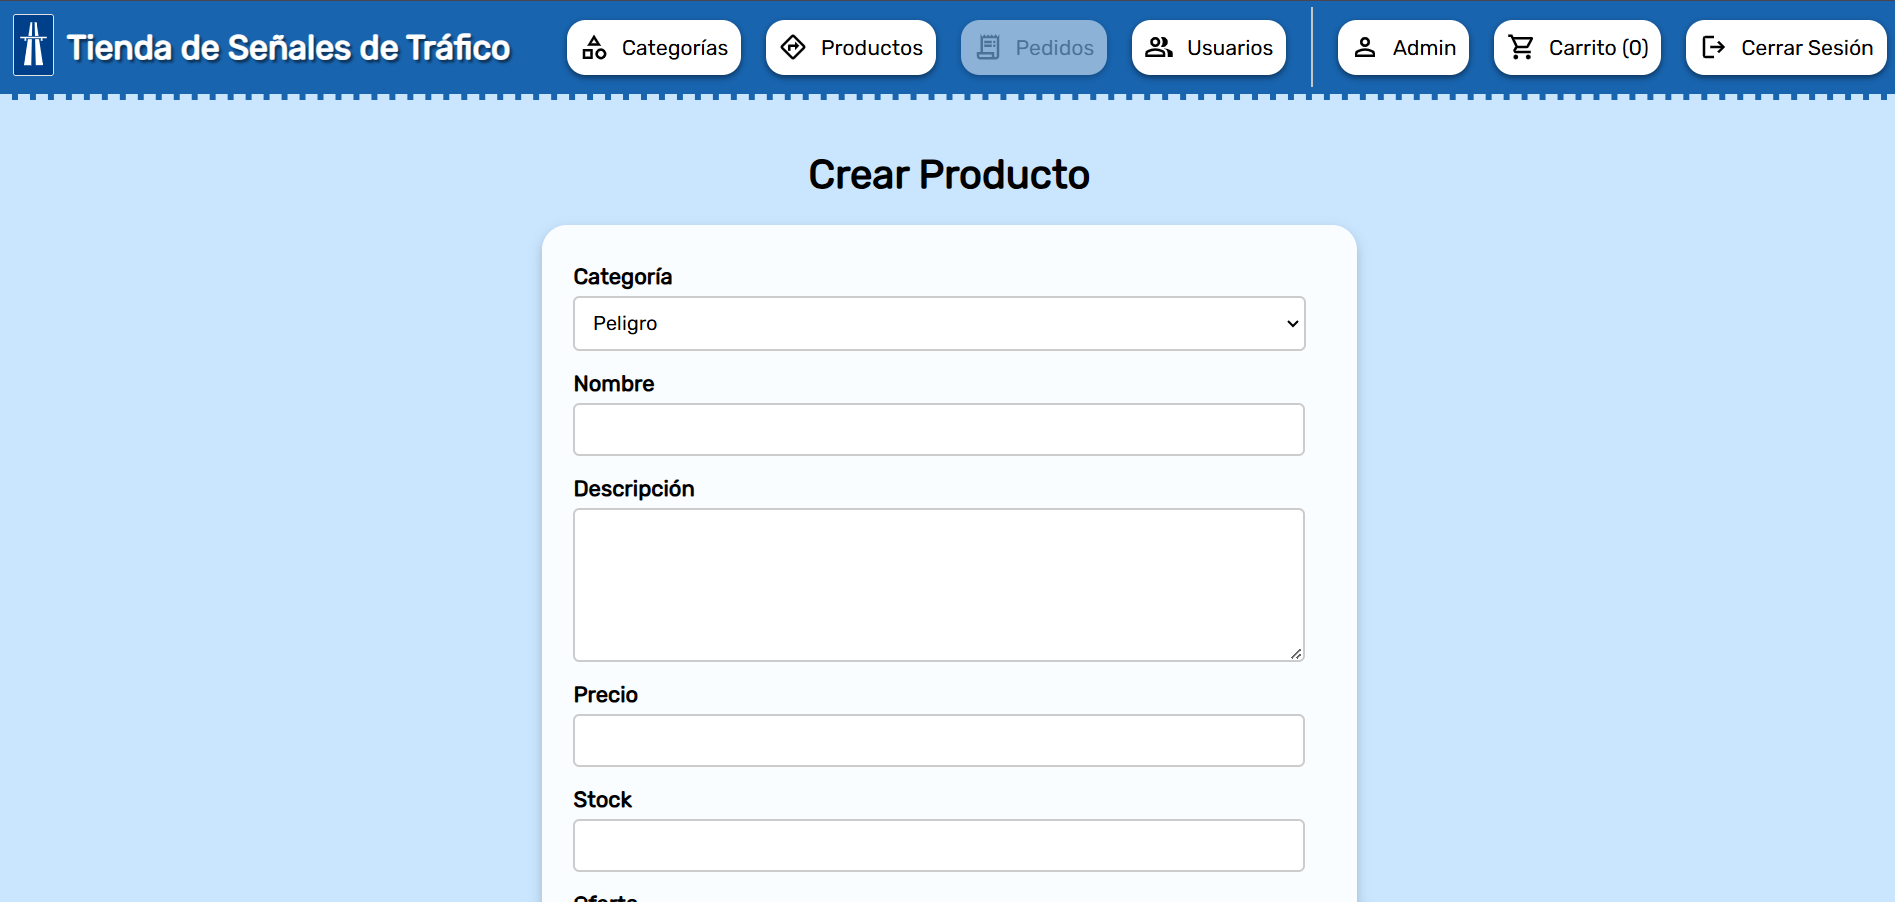 Tienda de Señales de Tráfico
Categorías
Productos
Pedidos
Usuarios
Admin
Carrito (0)
Cerrar Sesión
Crear Producto
Categoría
Peligro
Nombre
Descripción
Precio
Stock
Oferta